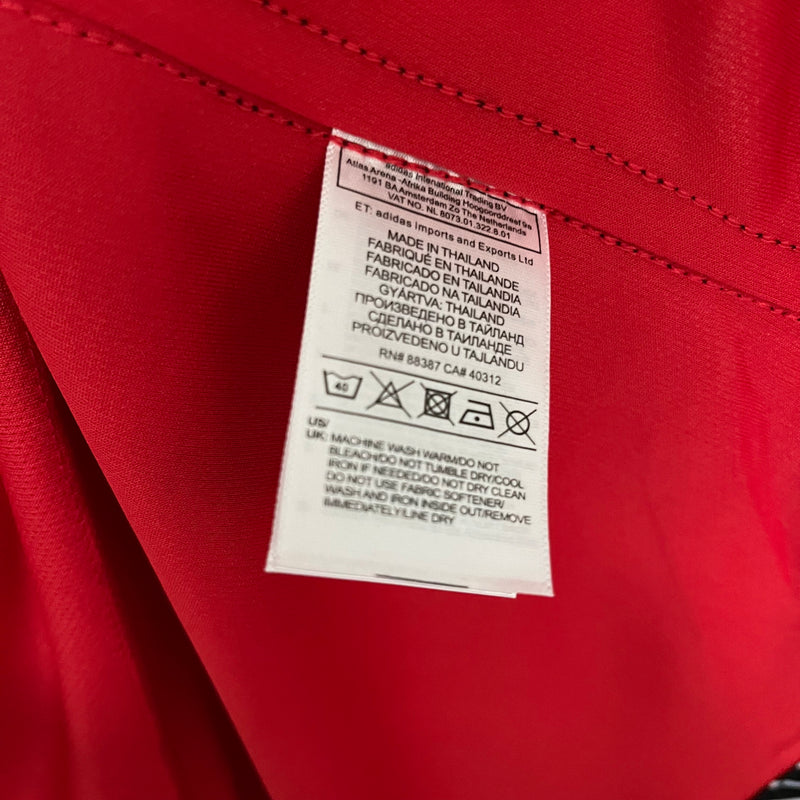 adidas International Trading BV
Atlas Arena -Afrika Building Hoogoorddreef 9a
1191 BA Amsterdam Zo The Netherlands
VAT NO. NL 8073.01.322.8.01
ET: adidas Imports and Exports Ltd
MADE IN THAILAND
FABRIQUÉ EN THAILANDE
FABRICADO EN TAILANDIA
FABRICADO NA TAILANDIA
GYÁRTVA: THAILAND
ПРОИЗВЕДЕНО В ТАЙЛАНД
СДЕЛАНО В ТАИЛАНДЕ
PROIZVEDENO U TAJLANDU
RN# 88387 CA# 40312
40
US/
UK: MACHINE WASH WARM/DO NOT
BLEACH/DO NOT TUMBLE DRY/COOL
IRON IF NEEDED/DO NOT DRY CLEAN
DO NOT USE FABRIC SOFTENER/
WASH AND IRON INSIDE OUT/REMOVE
IMMEDIATELY/LINE DRY